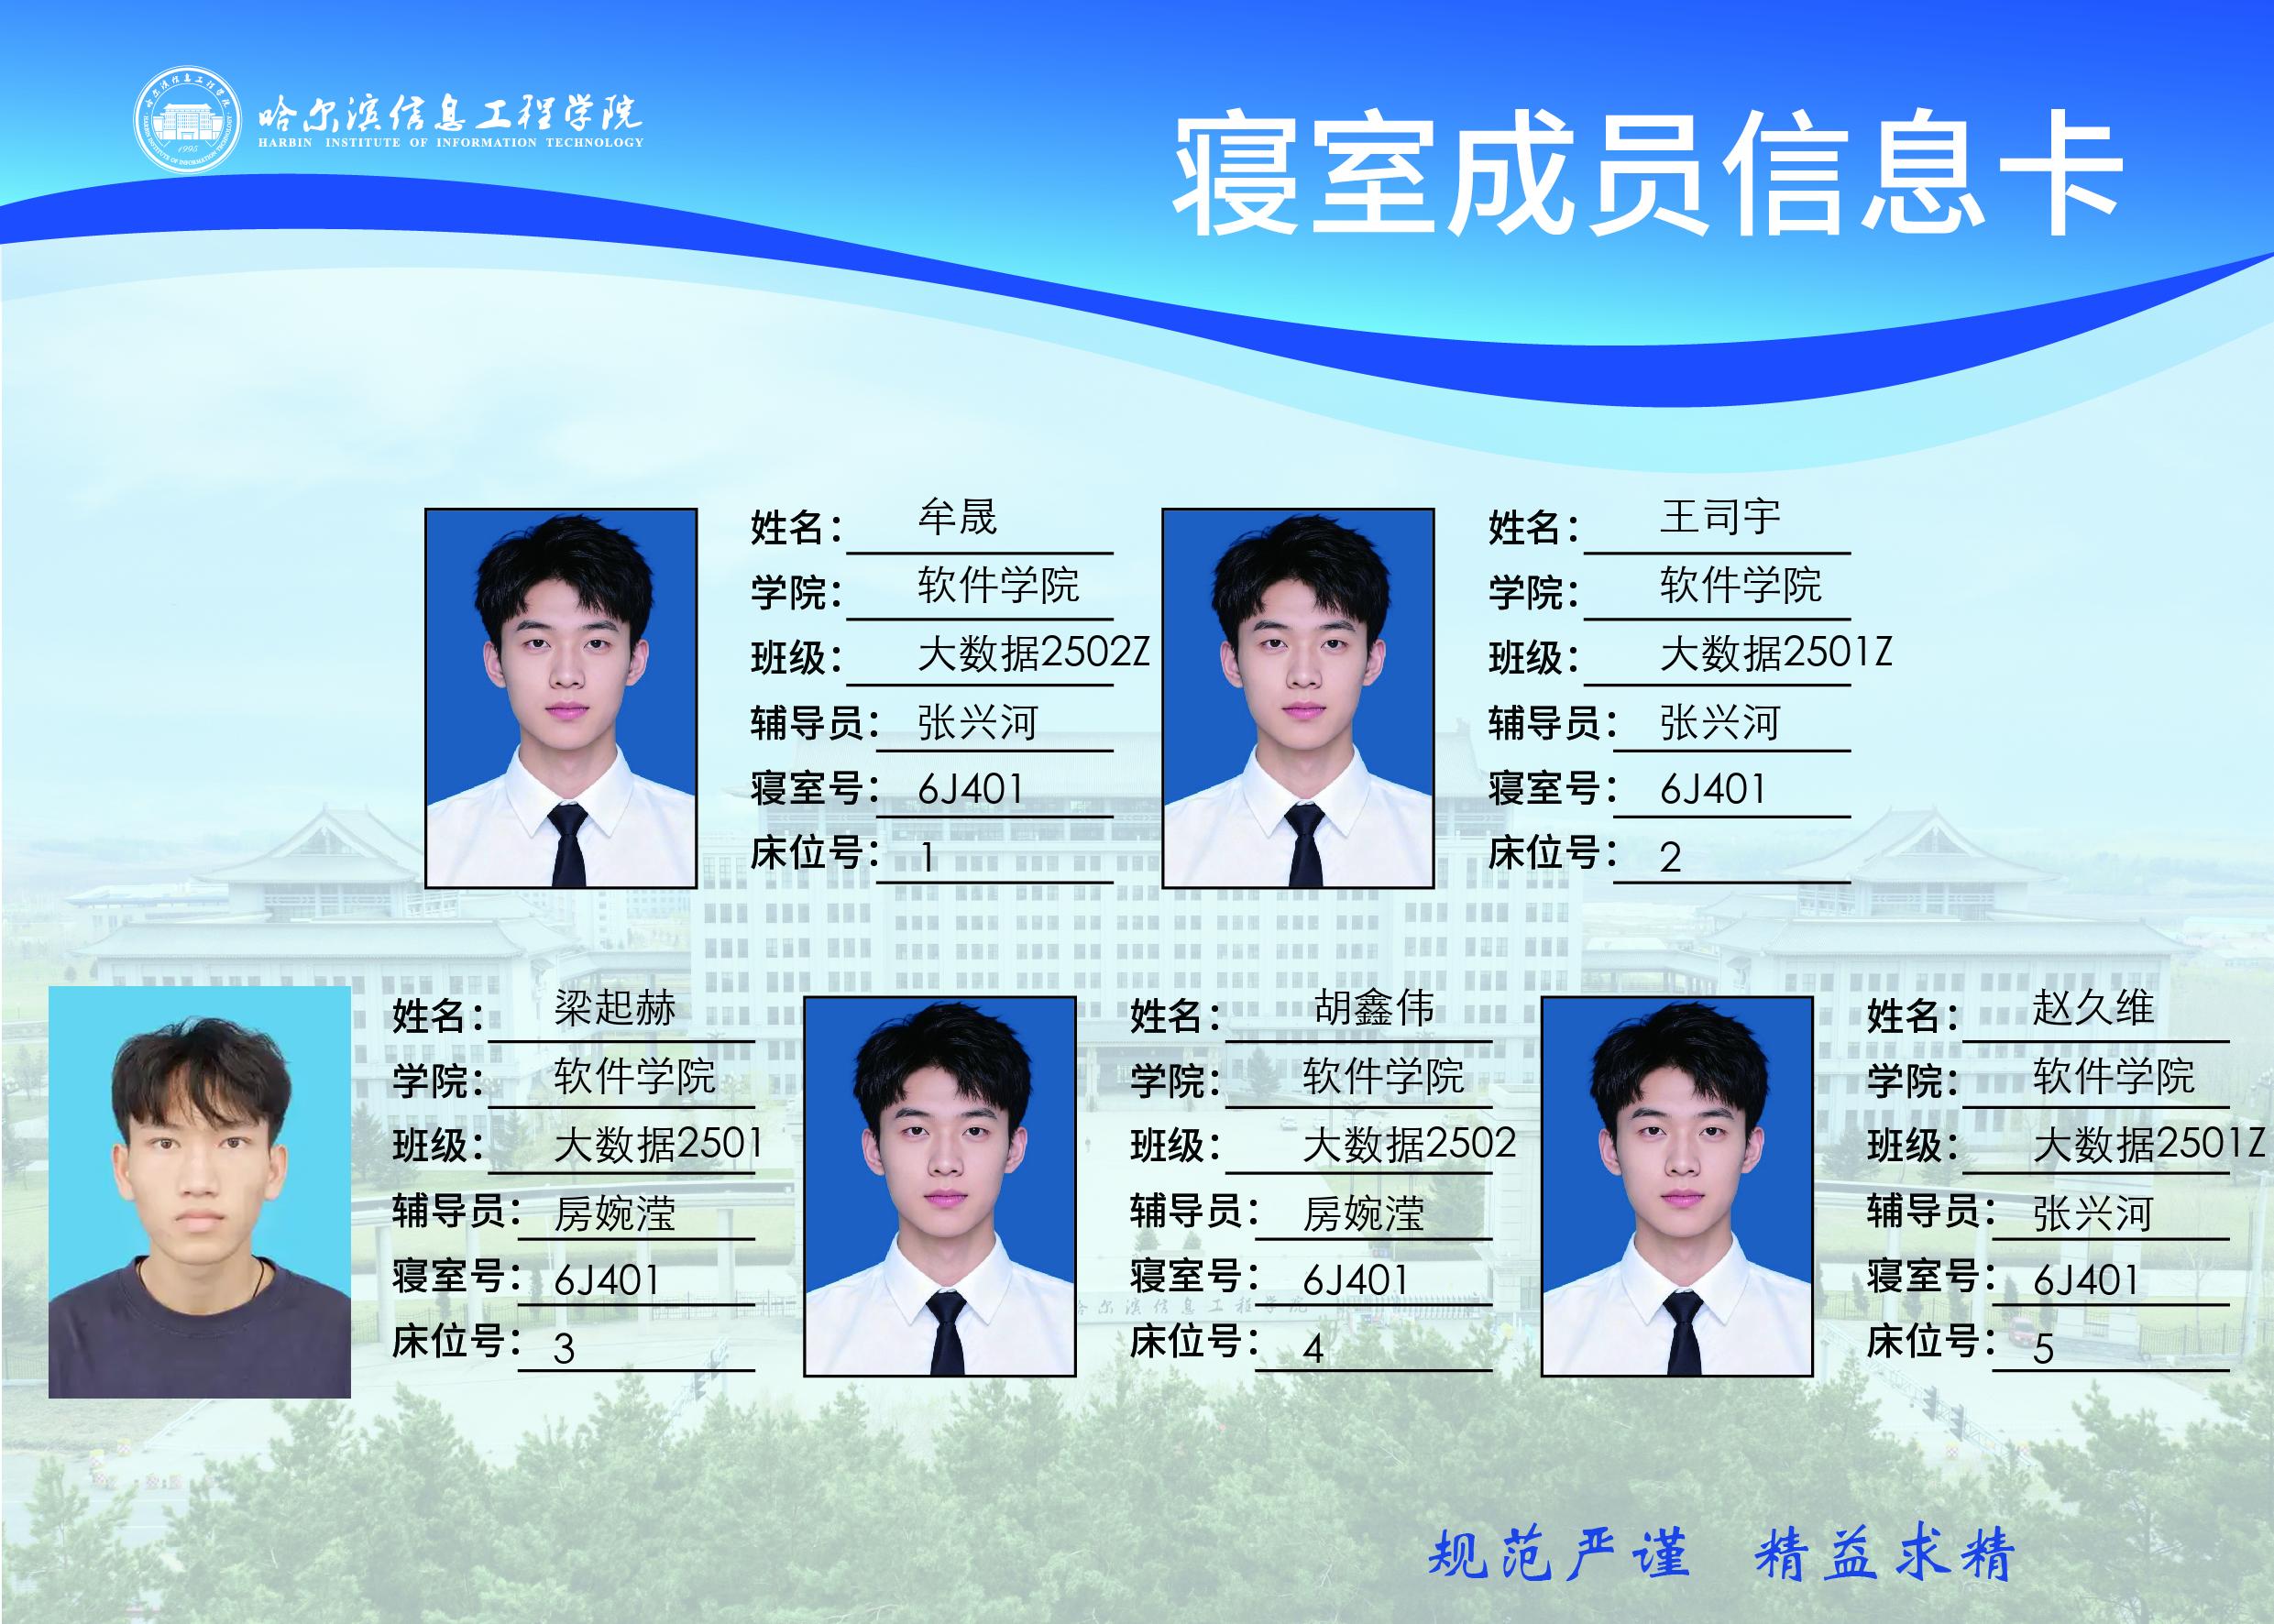 哈尔滨信息工程学院
HARBIN INSTITUTE OF INFORMATION TECHNOLOGY
1995
寝室成员信息卡
姓名： 牟晟
学院： 软件学院
班级： 大数据2502Z
辅导员： 张兴河
寝室号： 6J401
床位号： 1
姓名： 王司宇
学院： 软件学院
班级： 大数据2501Z
辅导员： 张兴河
寝室号： 6J401
床位号： 2
姓名： 梁起赫
学院： 软件学院
班级： 大数据2501
辅导员： 房婉滢
寝室号： 6J401
床位号： 3
姓名： 胡鑫伟
学院： 软件学院
班级： 大数据2502
辅导员： 房婉滢
寝室号： 6J401
床位号： 4
姓名： 赵久维
学院： 软件学院
班级： 大数据2501Z
辅导员： 张兴河
寝室号： 6J401
床位号： 5
哈尔滨信息工程学院
规范严谨 精益求精